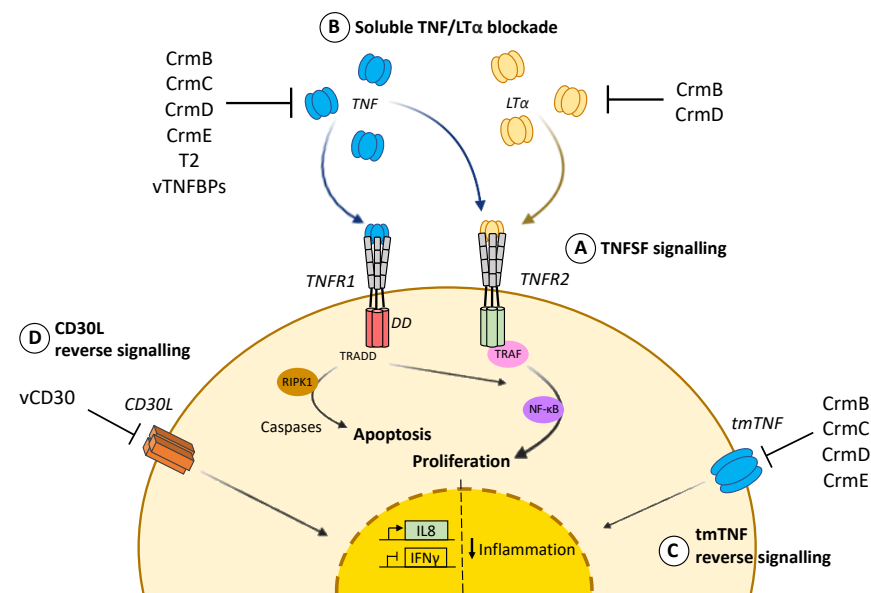 B Soluble TNF/LTα blockade
CrmB
CrmC
CrmD
CrmE
T2
vTNFBPs
TNF
LTα
CrmB
CrmD
A TNFSF signalling
TNFR1
TNFR2
DD
TRADD
TRAF
RIPK1
NF-κB
Caspases
Apoptosis
Proliferation
D CD30L
reverse signalling
vCD30
CD30L
tmTNF
CrmB
CrmC
CrmD
CrmE
IL8
IFNγ
Inflammation
C tmTNF
reverse signalling